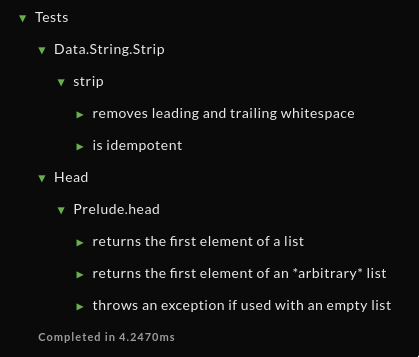 Tests
Data.String.Strip
strip
removes leading and trailing whitespace
is idempotent
Head
Prelude.head
returns the first element of a list
returns the first element of an *arbitrary* list
throws an exception if used with an empty list
Completed in 4.2470ms